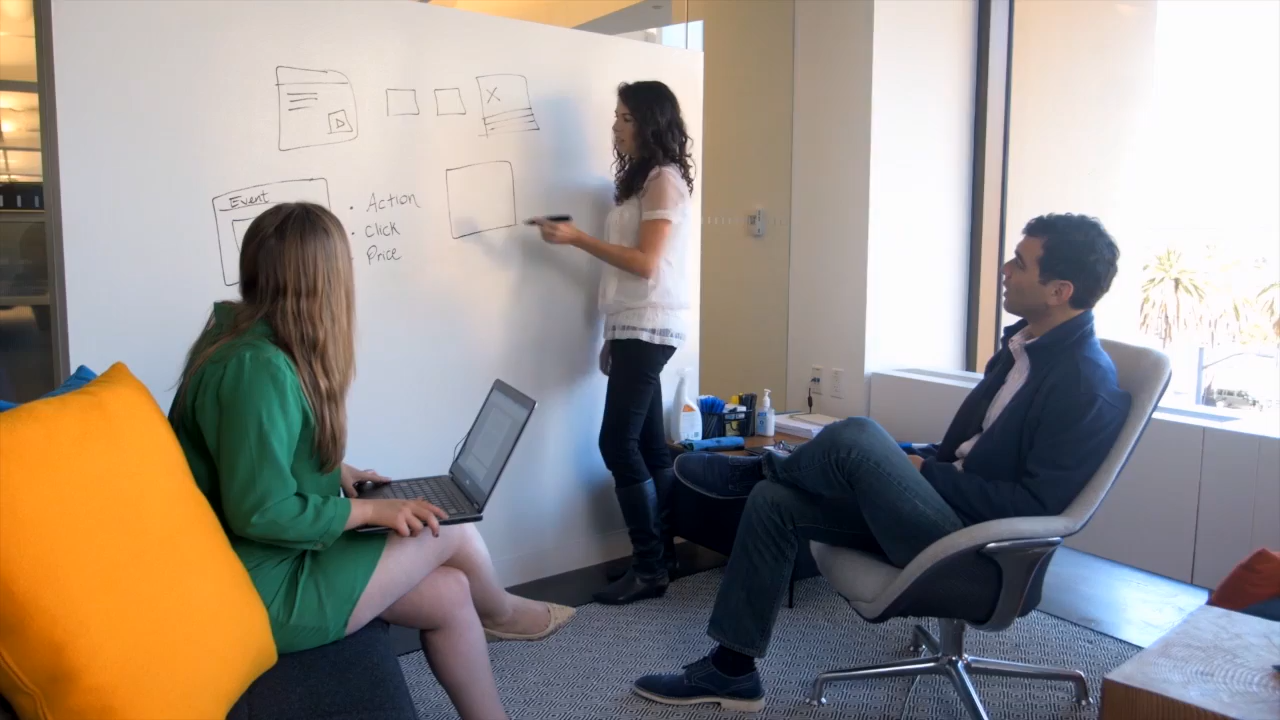 Event
• Action
• Click
• Price